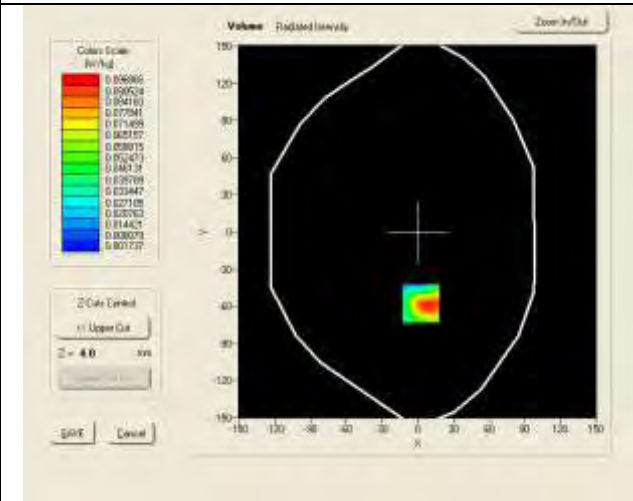 Volume Radiated Intensity
Zoom In/Out
Colors Scale
(W/kg)
0.096866
0.090524
0.084183
0.077841
0.071499
0.065157
0.058815
0.052473
0.046131
0.039789
0.033447
0.027105
0.020763
0.014421
0.008079
0.001737
150
120
90
60
30
0
-30
-60
-90
-120
-150
Y
-150 -120 -90 -60 -30 0 30 60 90 120 150
X
Z Cuts Control
Upper Cut
Z = 4.0 mm
SAVE
Cancel